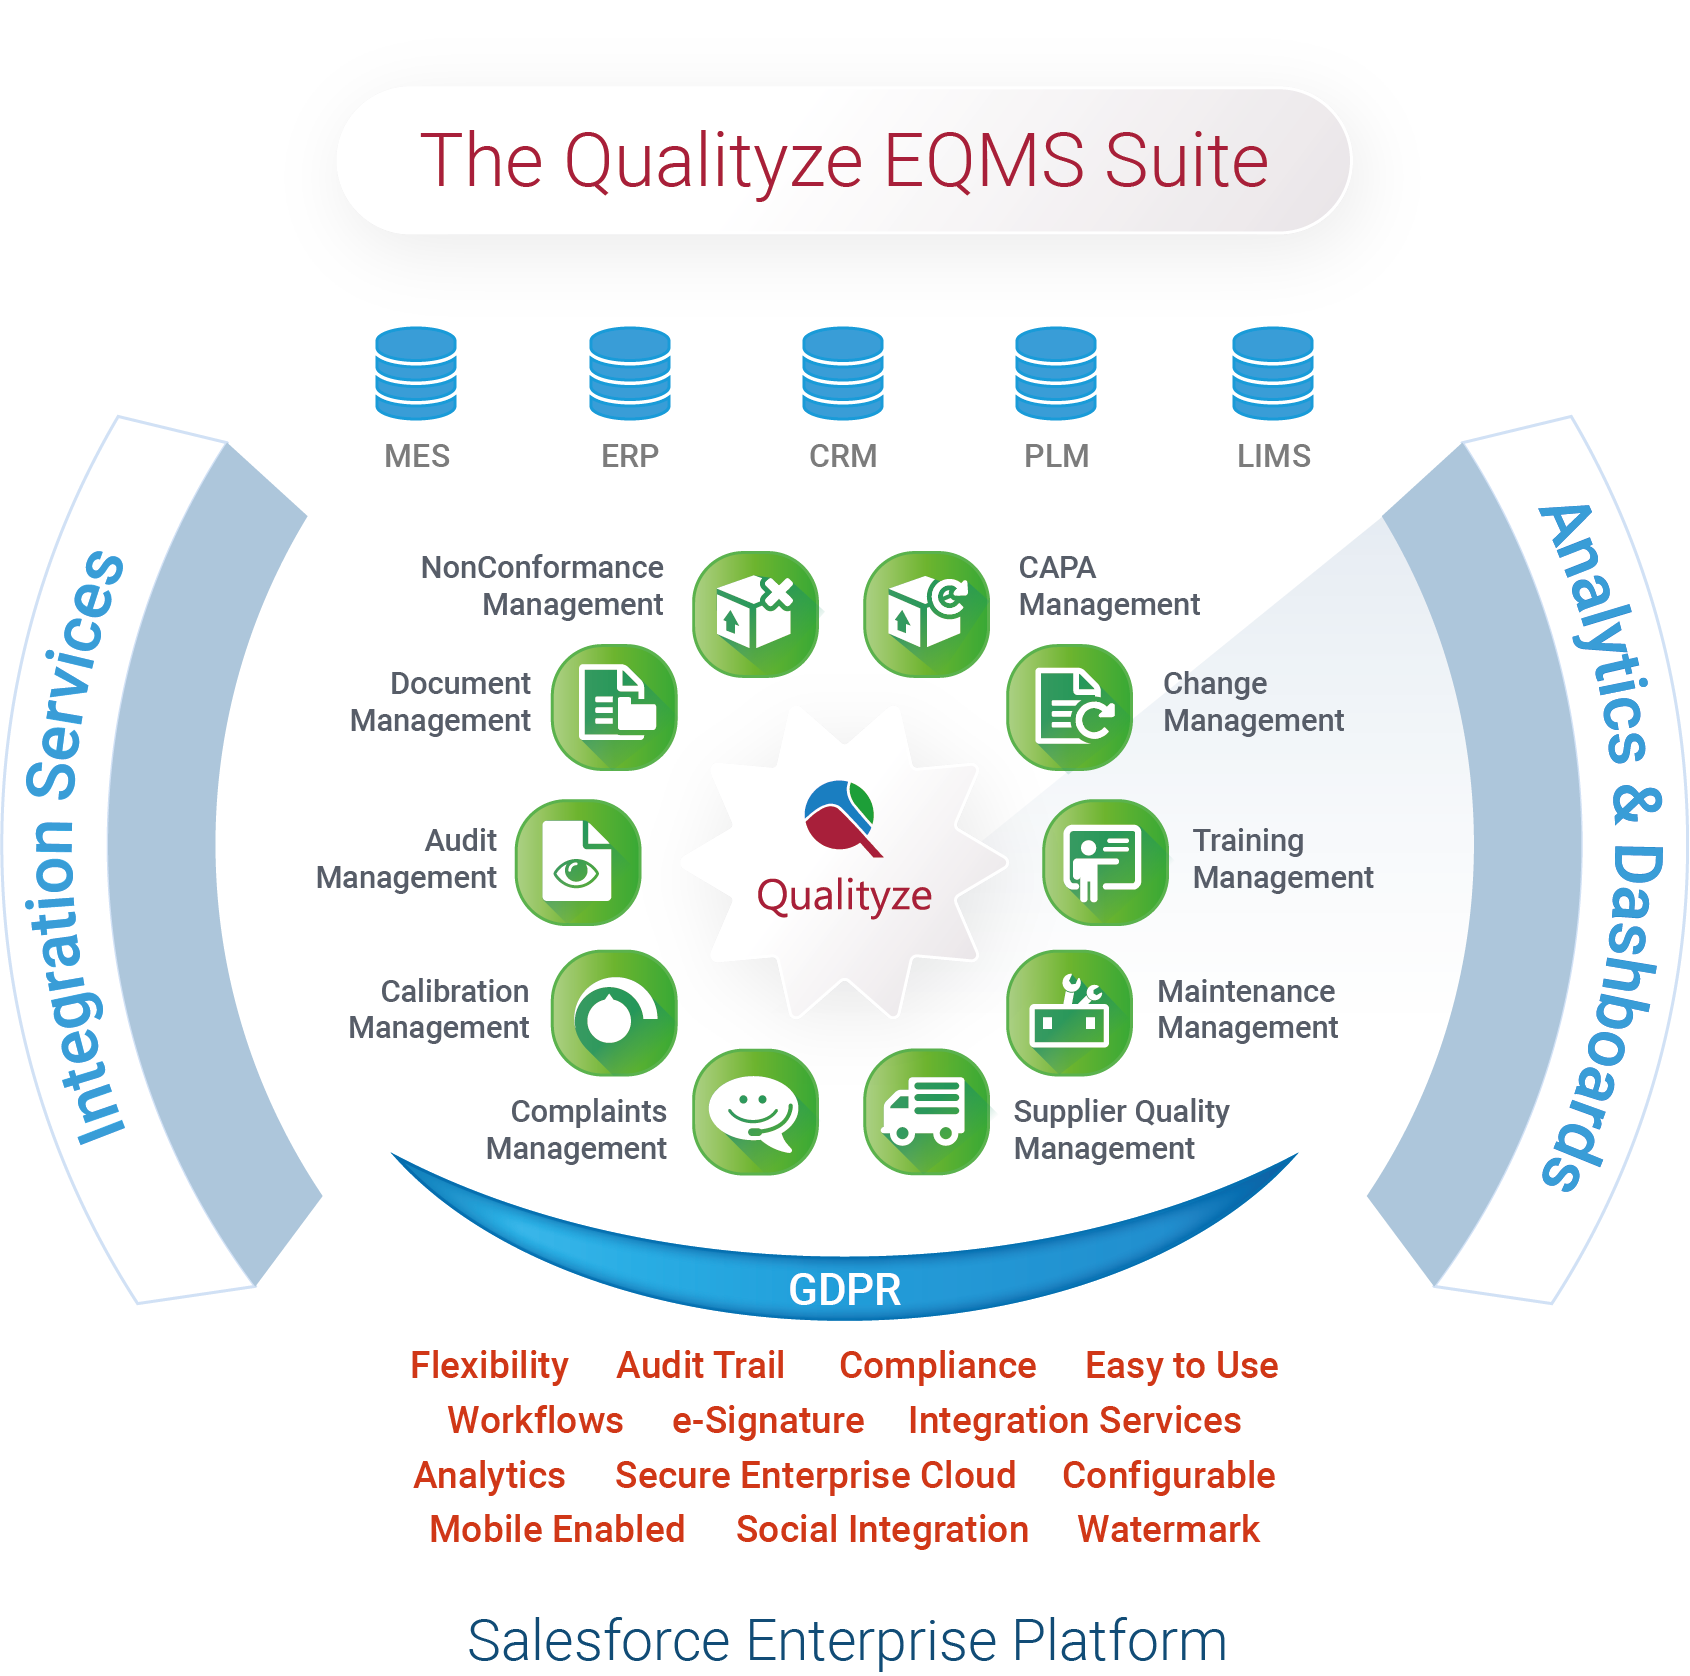 The Qualityze EQMS Suite
MES ERP CRM PLM LIMS
Integration Services
Analytics & Dashboards
NonConformance
Management
CAPA
Management
Document
Management
Change
Management
Audit
Management
Training
Management
Qualityze
Calibration
Management
Maintenance
Management
Complaints
Management
Supplier Quality
Management
GDPR
Flexibility Audit Trail Compliance Easy to Use
Workflows e-Signature Integration Services
Analytics Secure Enterprise Cloud Configurable
Mobile Enabled Social Integration Watermark
Salesforce Enterprise Platform